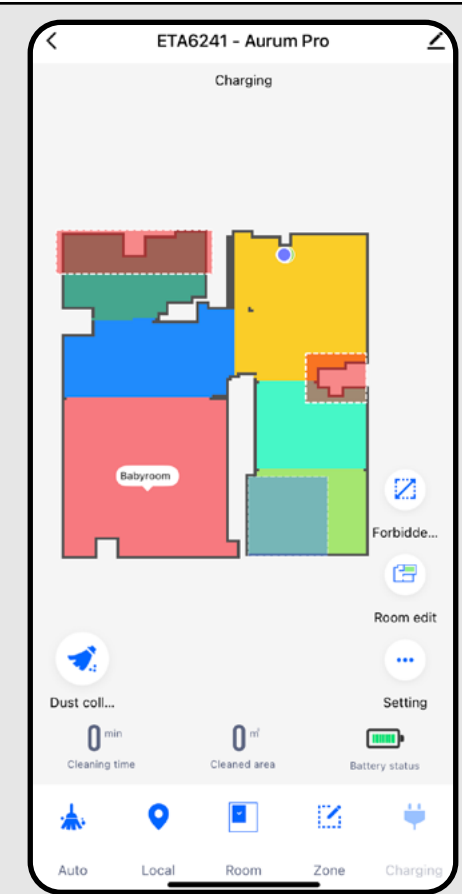 ETA6241 - Aurum Pro
Charging
Babyroom
Forbidde...
Room edit
Dust coll...
Setting
0 min
0 ㎡
Cleaning time
Cleaned area
Battery status
Auto
Local
Room
Zone
Charging